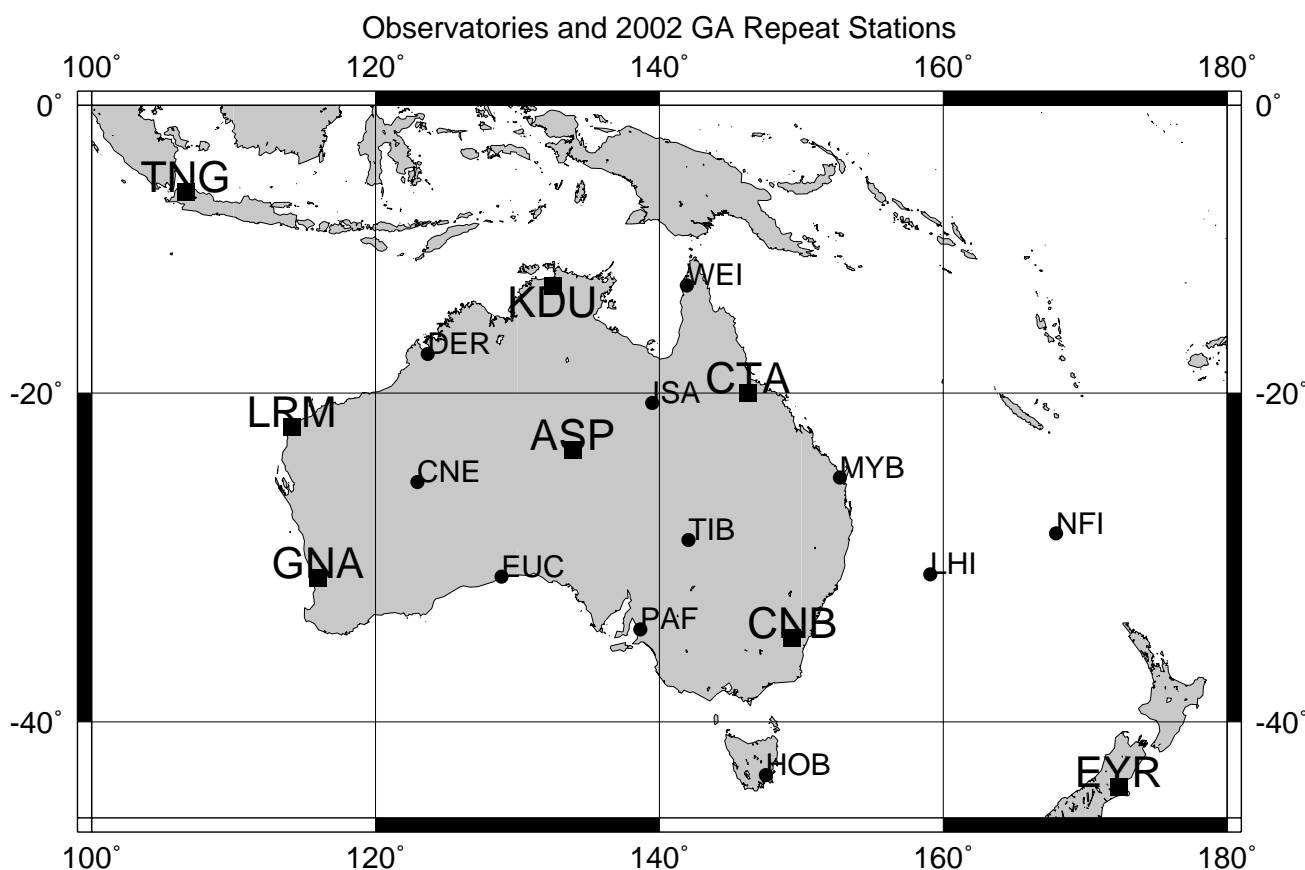 Observatories and 2002 GA Repeat Stations
100˚ 120˚ 140˚ 160˚ 180˚
0˚ 0˚
TNG
WEI
KDU
DER
CTA
ISA
-20˚ -20˚
LRM
ASP
CNE
MYB
NFI
TIB
LHI
GNA
EUC
PAF
CNB
-40˚ -40˚
HOB
EYR
100˚ 120˚ 140˚ 160˚ 180˚